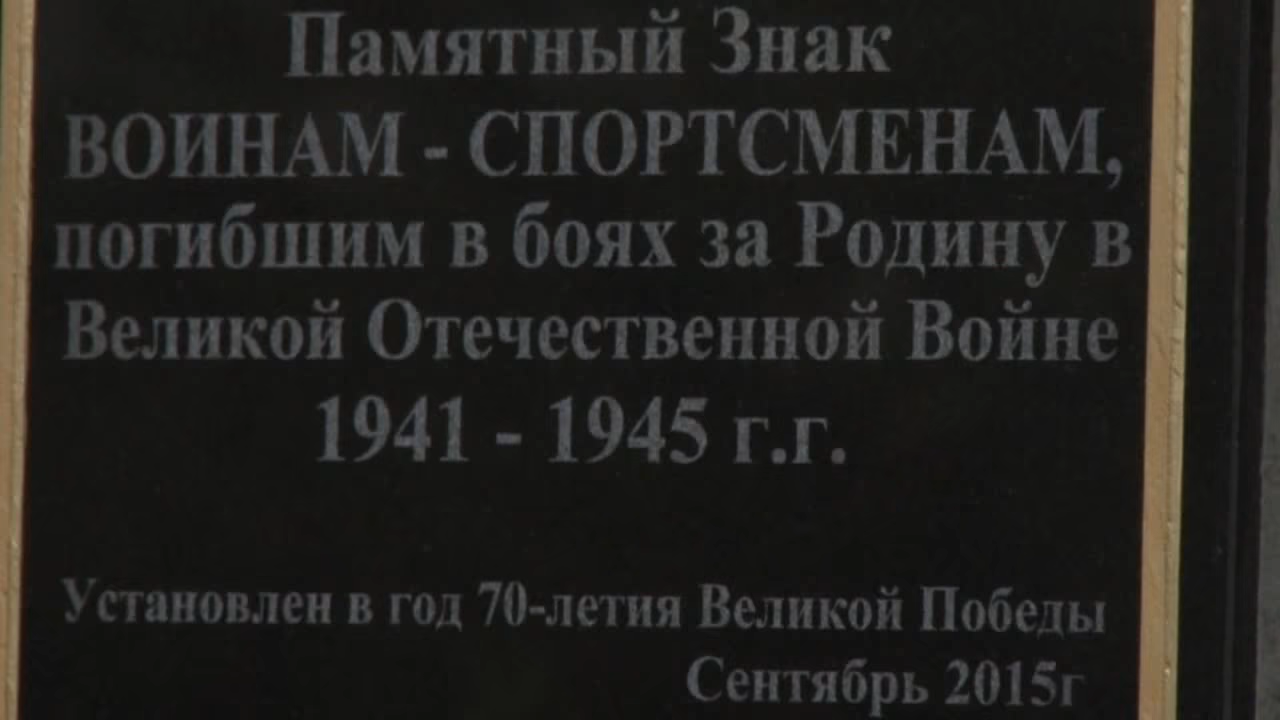 Памятный Знак
ВОИНАМ - СПОРТСМЕНАМ,
погибшим в боях за Родину в
Великой Отечественной Войне
1941 - 1945 г.г.
Установлен в год 70-летия Великой Победы
Сентябрь 2015г